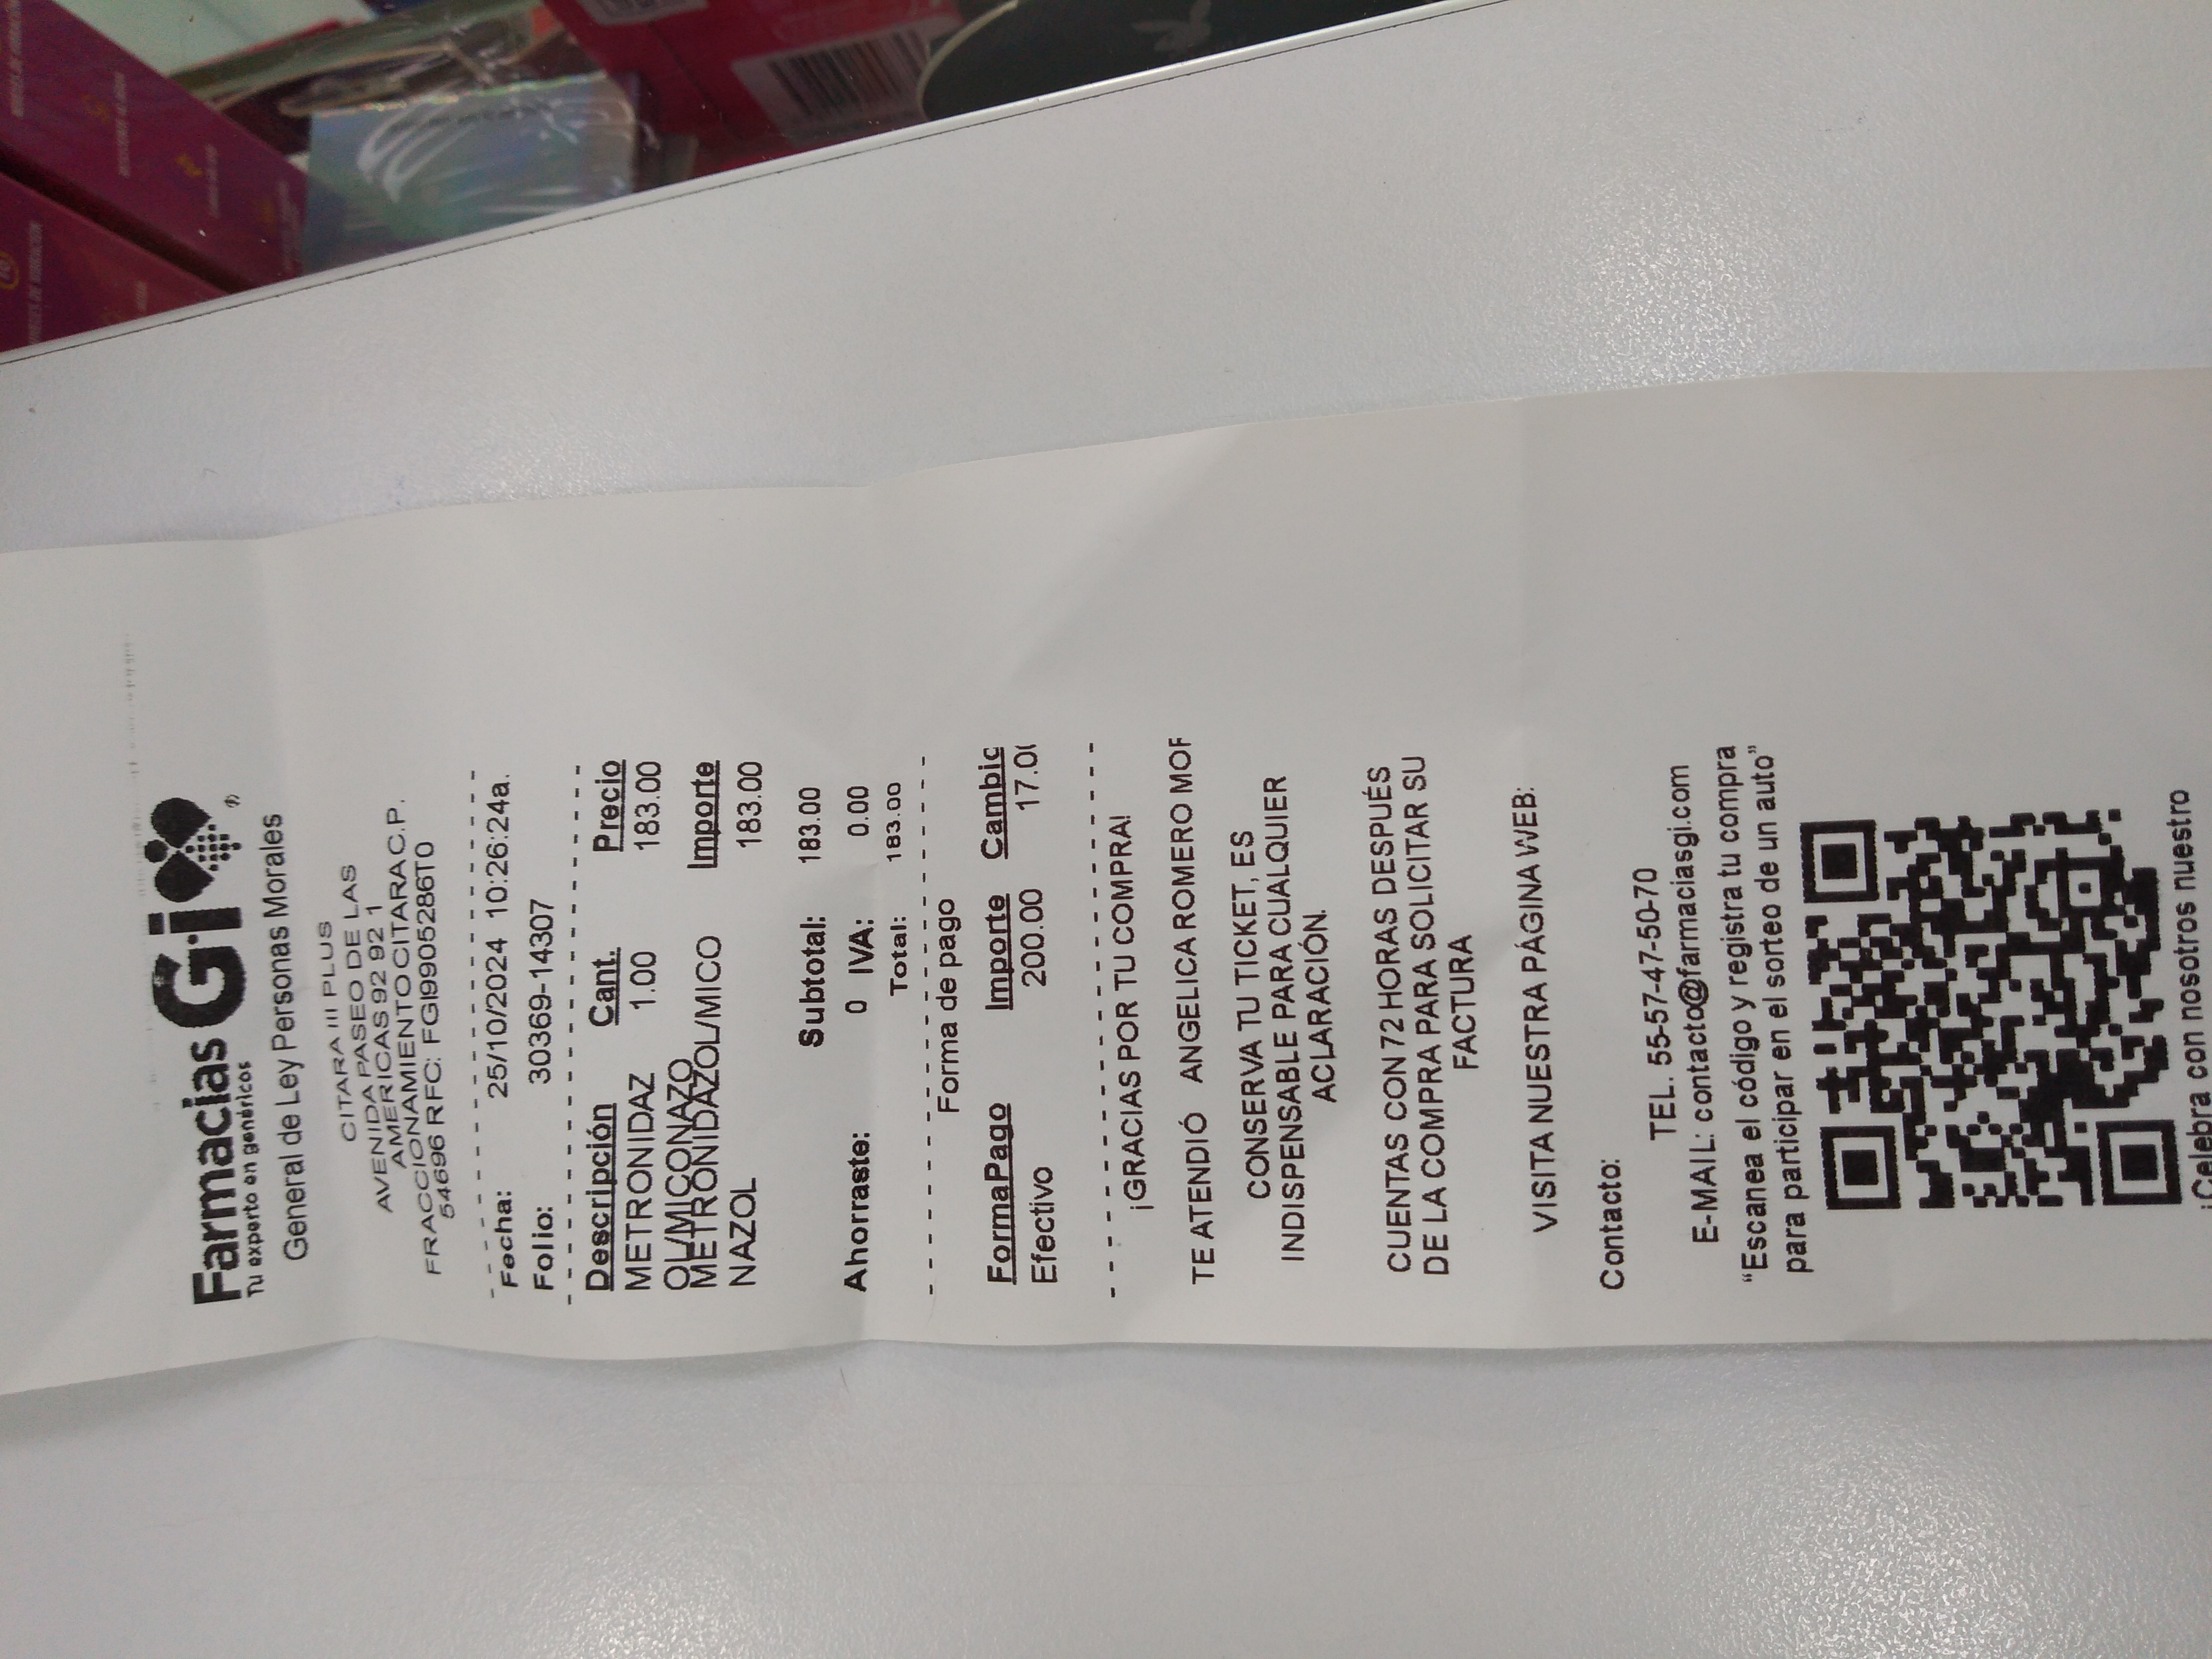 Farmacias Gi ®
Tu experto en genéricos
General de Ley Personas Morales
CITARA III PLUS
AVENIDA PASEO DE LAS
AMERICAS 92 92 1
FRACCIONAMIENTO CITARA C.P.
54696 RFC: FGI9905286T0
Fecha: 25/10/2024 10:26:24a.
Folio: 30369-14307
Descripción Cant. Precio
METRONIDAZ 1.00 183.00
OL/MICONAZO Importe
METRONIDAZOL/MICO 183.00
NAZOL
Subtotal: 183.00
Ahorraste: 0 IVA: 0.00
Total: 183.00
Forma de pago
FormaPago Importe Cambic
Efectivo 200.00 17.0(
¡GRACIAS POR TU COMPRA!
TE ATENDIÓ ANGELICA ROMERO MOF
CONSERVA TU TICKET, ES
INDISPENSABLE PARA CUALQUIER
ACLARACIÓN.
CUENTAS CON 72 HORAS DESPUÉS
DE LA COMPRA PARA SOLICITAR SU
FACTURA
VISITA NUESTRA PÁGINA WEB:
Contacto:
TEL. 55-57-47-50-70
E-MAIL: contacto@farmaciasgi.com
“Escanea el código y registra tu compra
para participar en el sorteo de un auto”
¡Celebra con nosotros nuestro